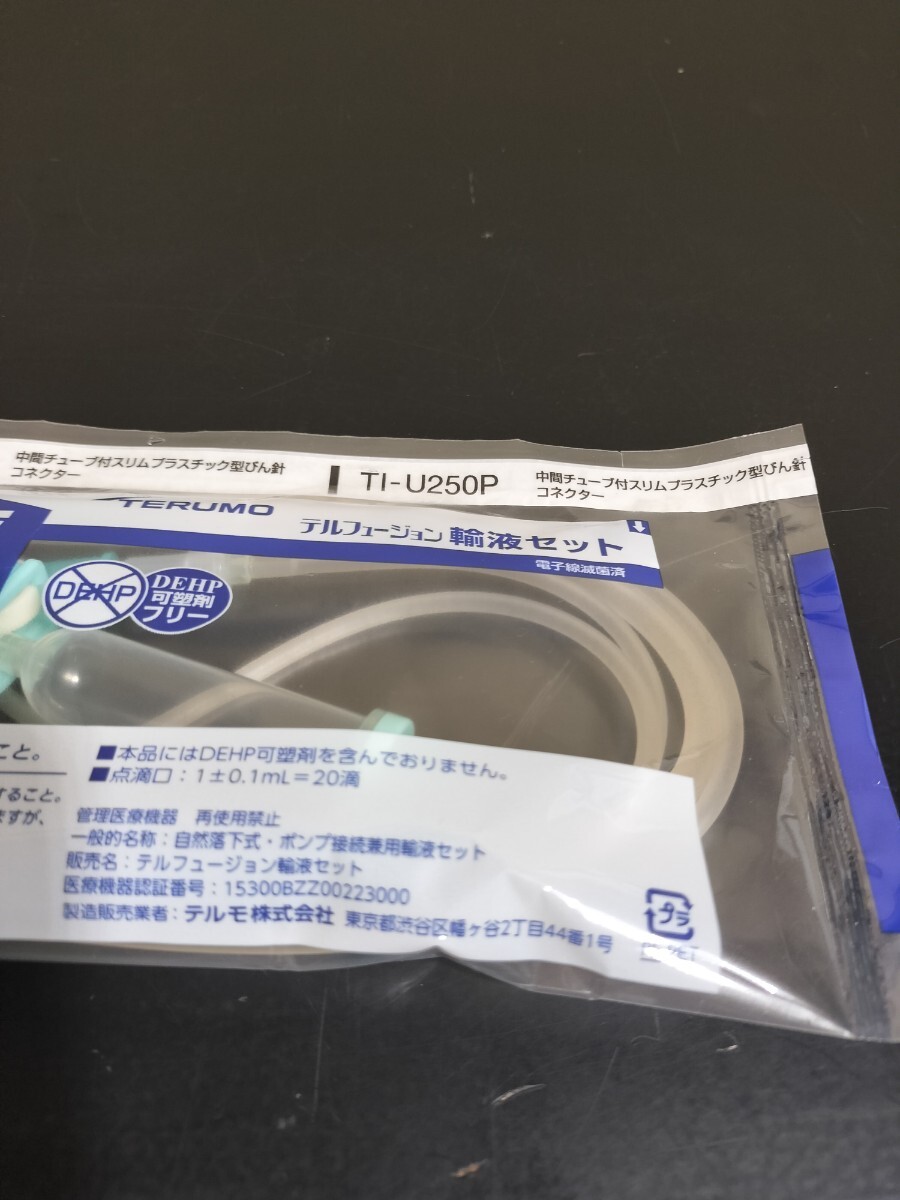 中間チューブ付スリムプラスチック型びん針
コネクター
TI-U250P
中間チューブ付スリムプラスチック型びん針
コネクター
TERUMO
テルフュージョン 輸液セット
電子線滅菌済
DEHP
DEHP
可塑剤
フリー
こと。
すること。
ますが、
■本品にはDEHP可塑剤を含んでおりません。
■点滴口：1±0.1mL＝20滴
管理医療機器 再使用禁止
一般的名称：自然落下式・ポンプ接続兼用輸液セット
販売名：テルフュージョン輸液セット
医療機器認証番号：15300BZZ00223000
製造販売業者：テルモ株式会社 東京都渋谷区幡ヶ谷2丁目44番1号
プラ